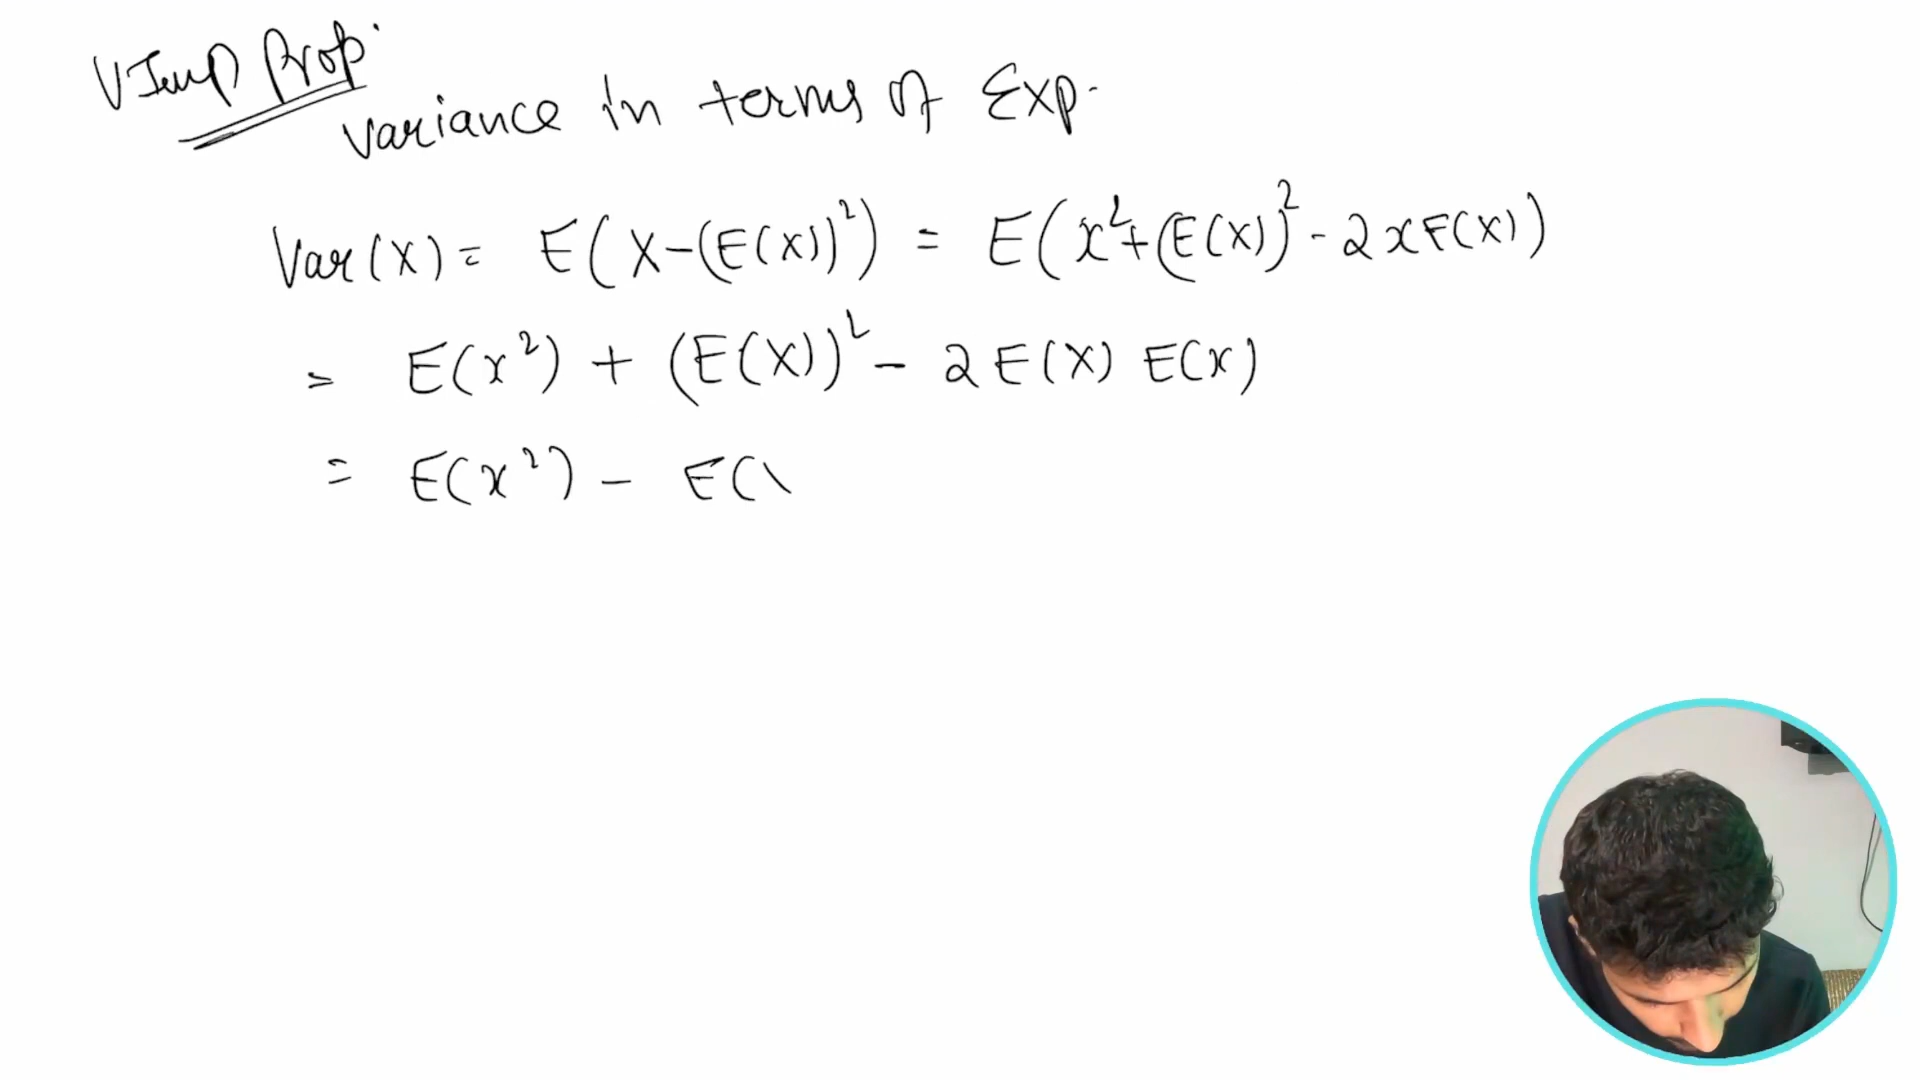 V Imp Prop.
Variance in terms of Exp.
Var(X) = E(X-(E(X))²) = E(x²+(E(X))²-2xE(X))
= E(x²) + (E(X))² - 2E(X) E(x)
= E(x²) - E(